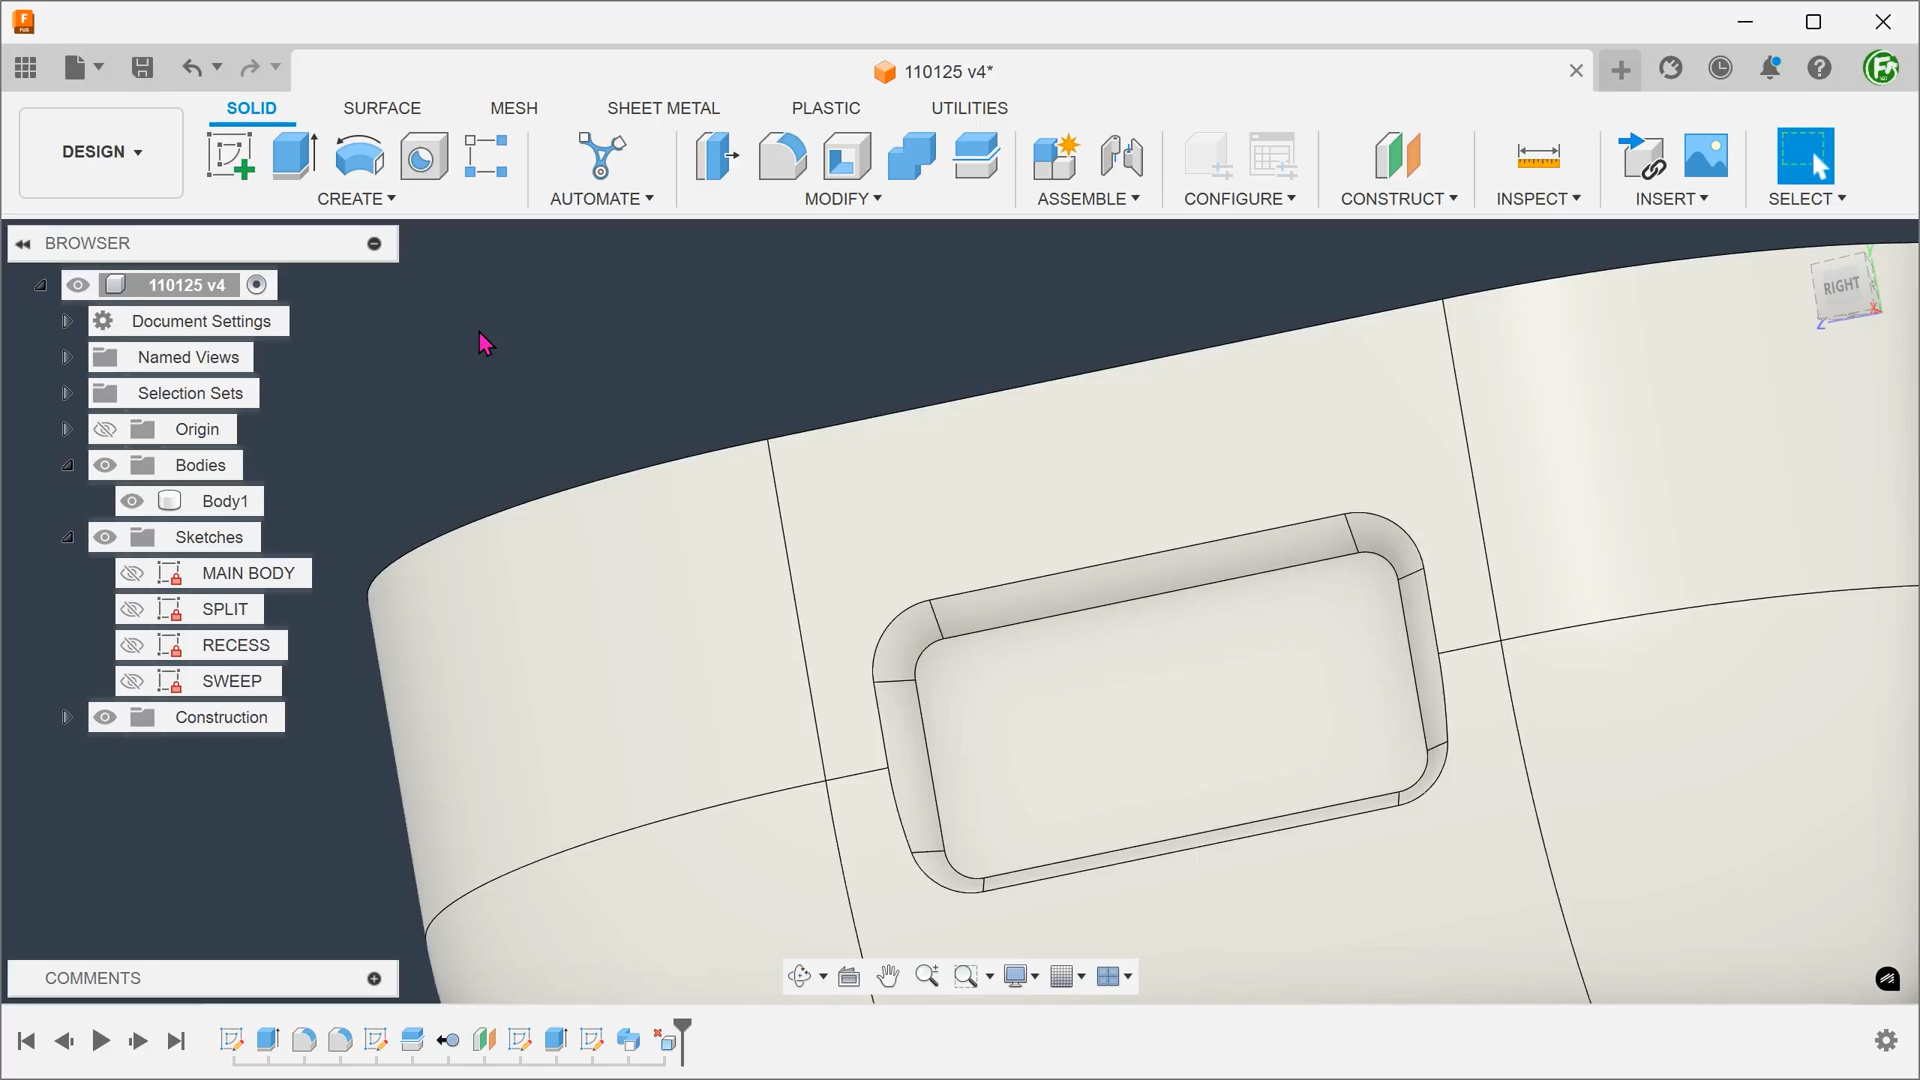 110125 v4*
SOLID SURFACE MESH SHEET METAL PLASTIC UTILITIES
DESIGN
CREATE AUTOMATE MODIFY ASSEMBLE CONFIGURE CONSTRUCT INSPECT INSERT SELECT
BROWSER
110125 v4
Document Settings
Named Views
Selection Sets
Origin
Bodies
Body1
Sketches
MAIN BODY
SPLIT
RECESS
SWEEP
Construction
RIGHT
Z
COMMENTS